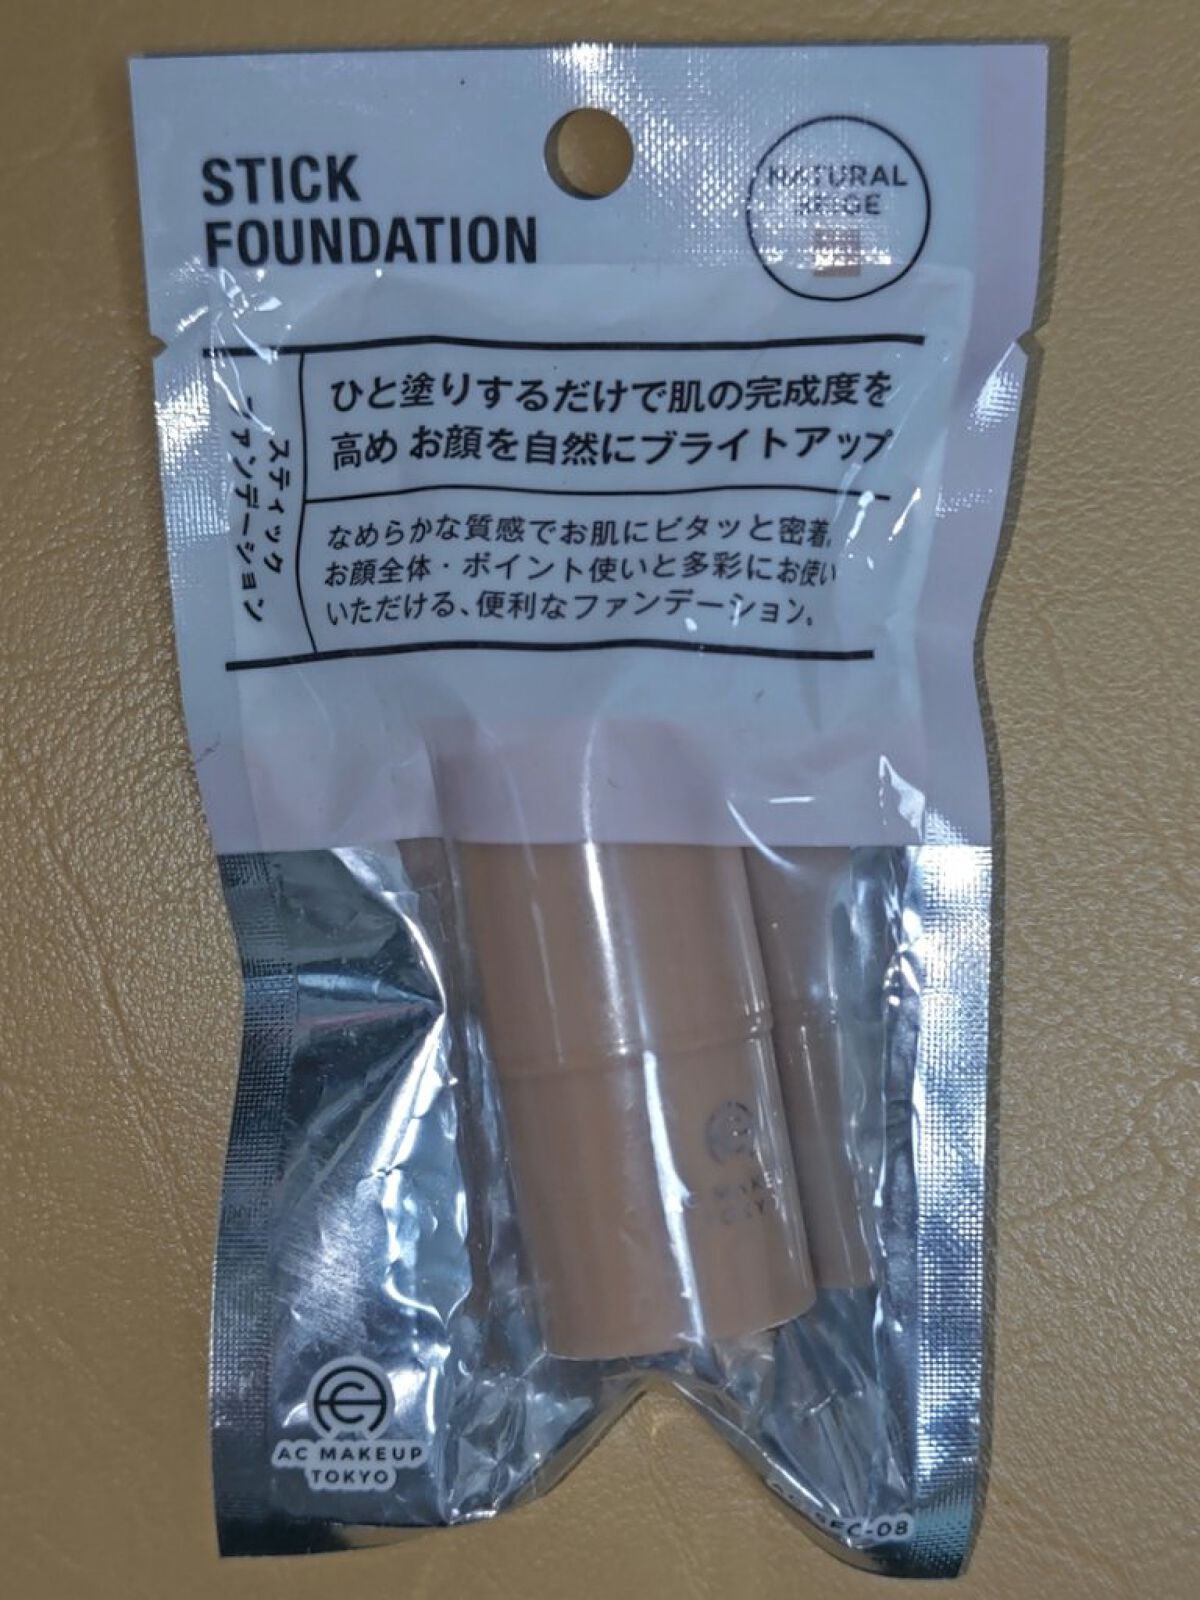 STICK
FOUNDATION
NATURAL
BEIGE
スティック
ファンデーション
ひと塗りするだけで肌の完成度を
高め お顔を自然にブライトアップ
なめらかな質感でお肌にピタッと密着。
お顔全体・ポイント使いと多彩にお使い
いただける、便利なファンデーション。
AC MAKEUP
TOKYO